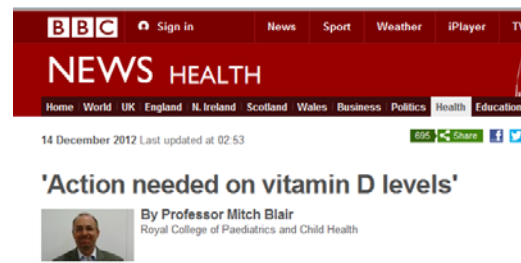 BBC Sign in News Sport Weather iPlayer
NEWS HEALTH
Home World UK England N. Ireland Scotland Wales Business Politics Health Education
14 December 2012 Last updated at 02:53 695 Share
'Action needed on vitamin D levels'
By Professor Mitch Blair
Royal College of Paediatrics and Child Health